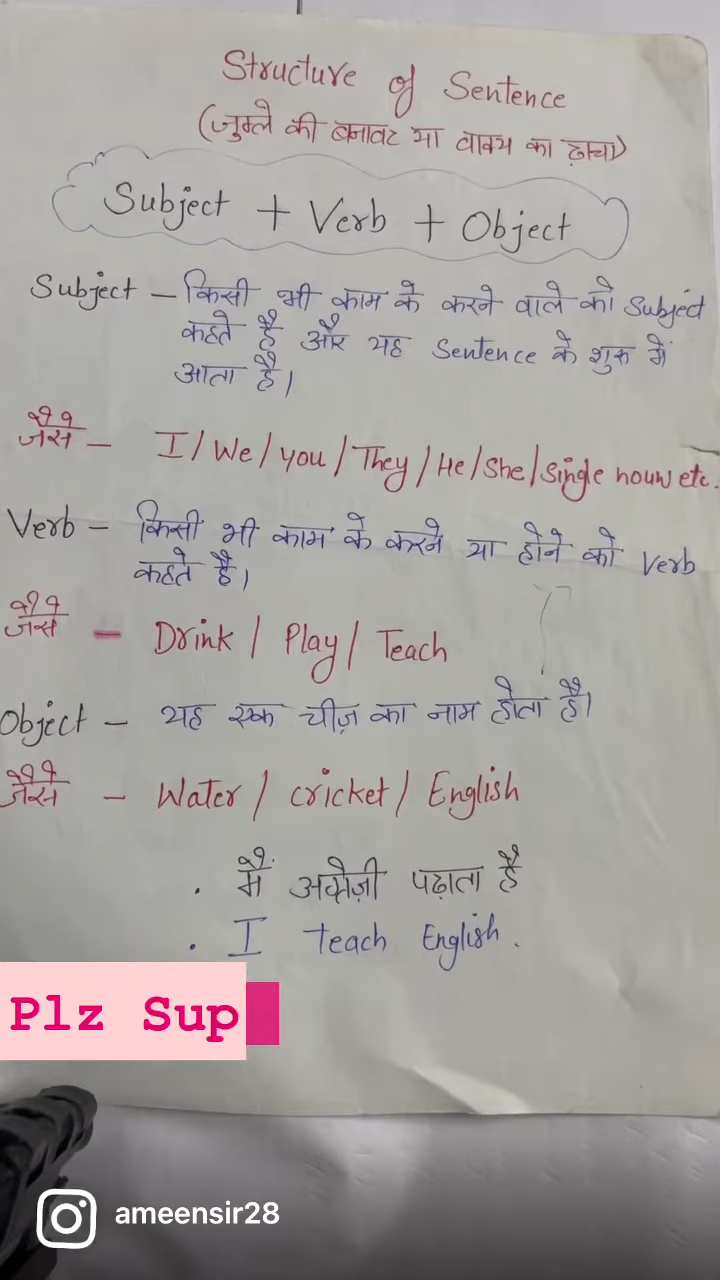 Structure of Sentence
(जुम्ले की बनावट या वाक्य का ढ़ाचा)
Subject + Verb + Object
Subject – किसी भी काम के करने वाले को Subject
कहते है और यह Sentence के शुरू में
आता है।
जैसे – I/We/you/They/He/She/Single noun etc.
Verb – किसी भी काम के करने या होने को Verb
कहते है।
जैसे – Drink / Play / Teach
Object – यह एक चीज़ का नाम होता है।
जैसे – Water / cricket / English
. मैं अंग्रेज़ी पढ़ाता है
. I teach English.
Plz Sup
ameensir28